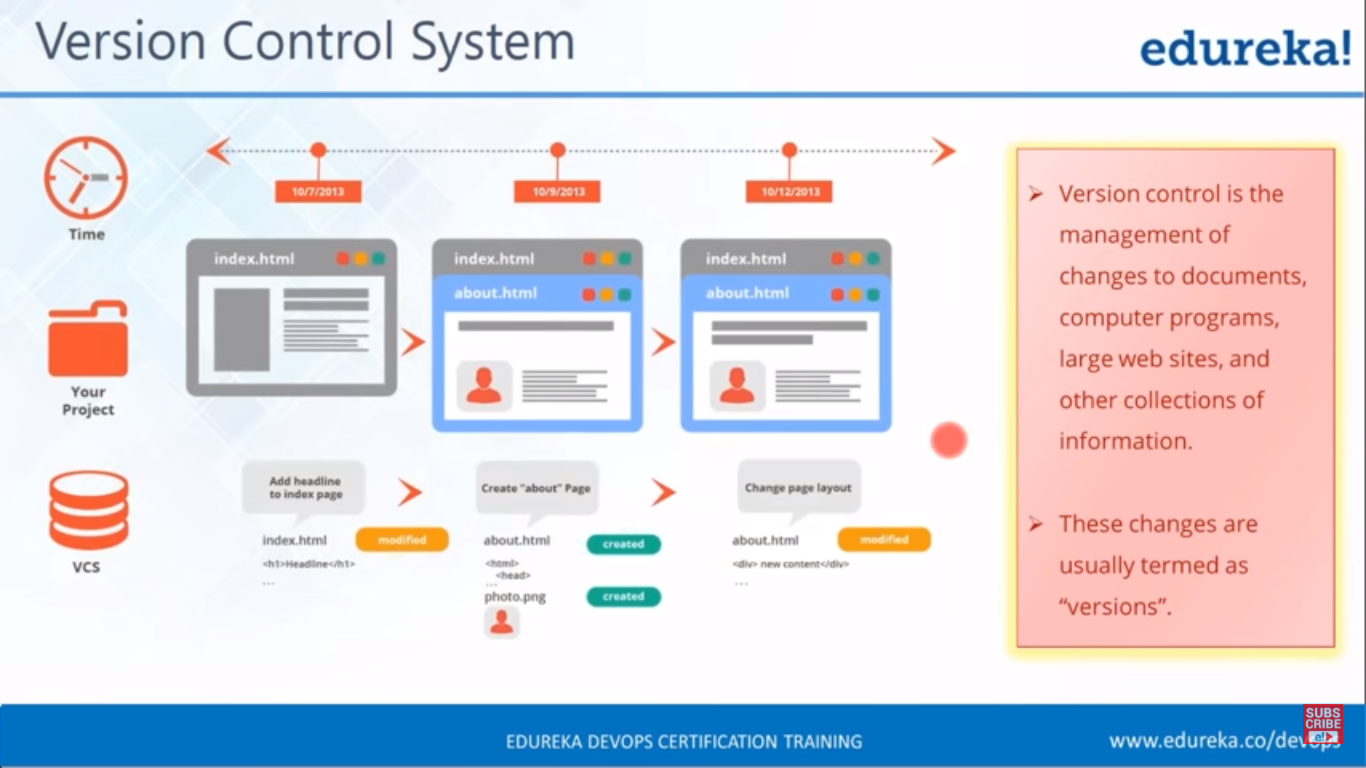 Version Control System
edureka!
Time
10/7/2013
10/9/2013
10/12/2013
Your
Project
index.html
index.html
about.html
index.html
about.html
VCS
Add headline
to index page
index.html
modified
<h1>Headline</h1>
...
Create "about" Page
about.html
created
<html>
<head>
...
photo.png
created
Change page layout
about.html
modified
<div> new content</div>
...
➢ Version control is the
management of
changes to documents,
computer programs,
large web sites, and
other collections of
information.
➢ These changes are
usually termed as
“versions”.
EDUREKA DEVOPS CERTIFICATION TRAINING
www.edureka.co/devops
SUBS
CRIBE
e!